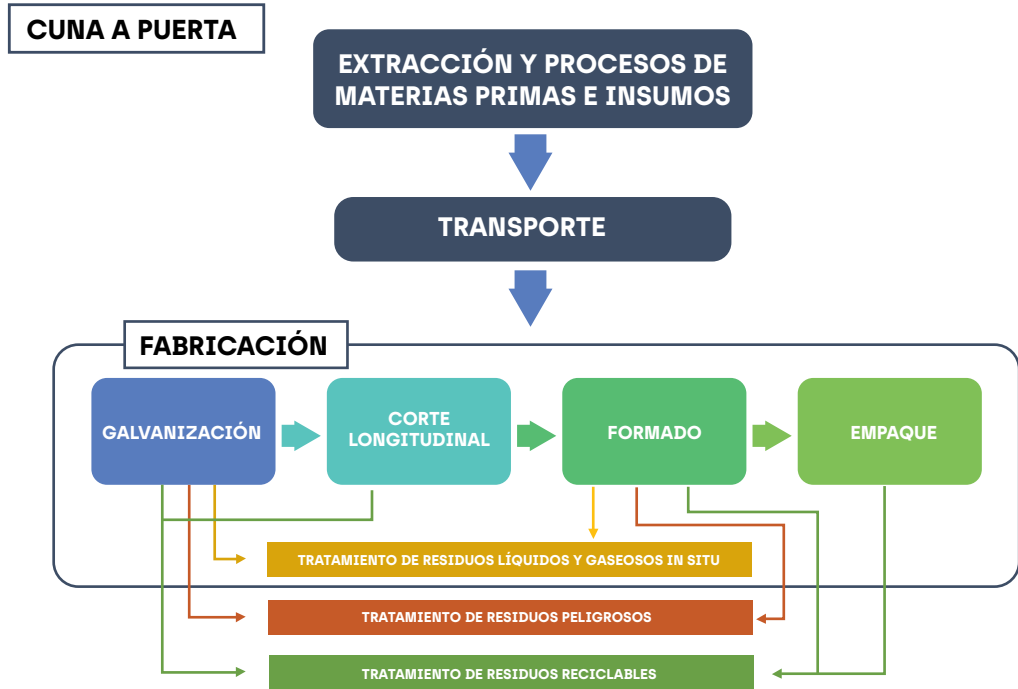 CUNA A PUERTA
EXTRACCIÓN Y PROCESOS DE
MATERIAS PRIMAS E INSUMOS
TRANSPORTE
FABRICACIÓN
GALVANIZACIÓN
CORTE
LONGITUDINAL
FORMADO
EMPAQUE
TRATAMIENTO DE RESIDUOS LÍQUIDOS Y GASEOSOS IN SITU
TRATAMIENTO DE RESIDUOS PELIGROSOS
TRATAMIENTO DE RESIDUOS RECICLABLES